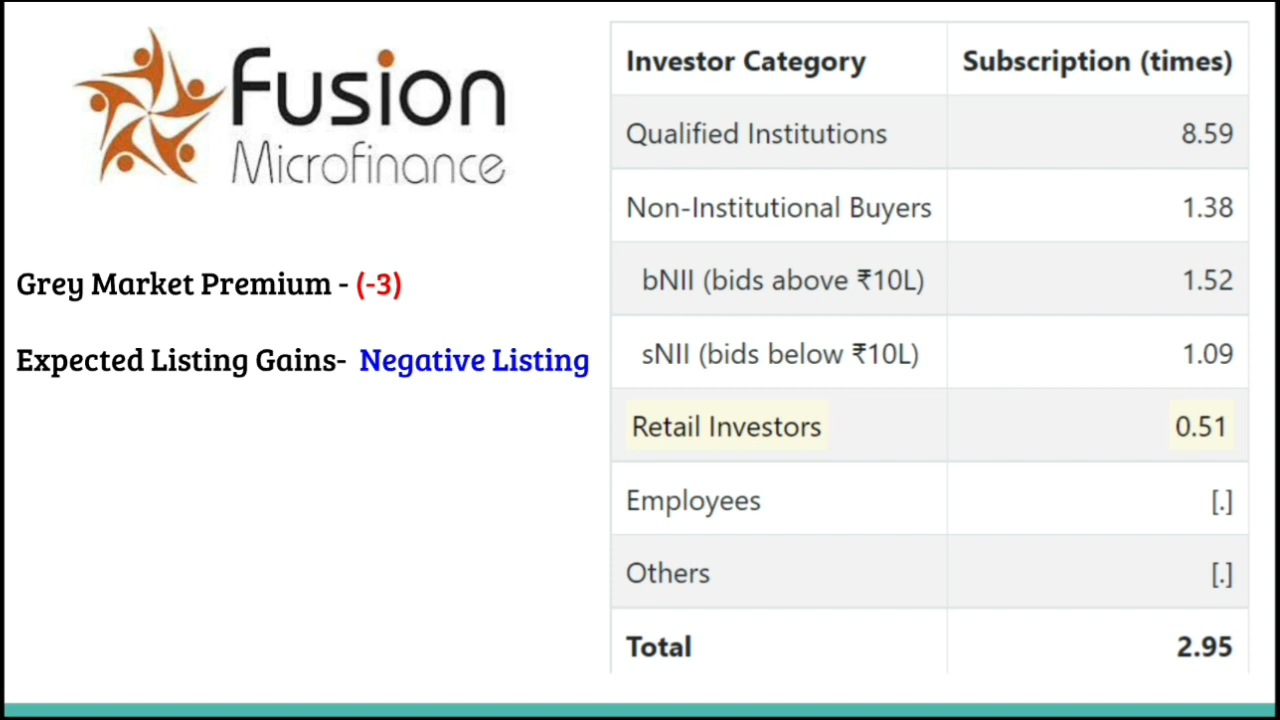 Fusion
Microfinance
Grey Market Premium - (-3)
Expected Listing Gains- Negative Listing
Investor Category Subscription (times)
Qualified Institutions 8.59
Non-Institutional Buyers 1.38
bNII (bids above ₹10L) 1.52
sNII (bids below ₹10L) 1.09
Retail Investors 0.51
Employees [.]
Others [.]
Total 2.95